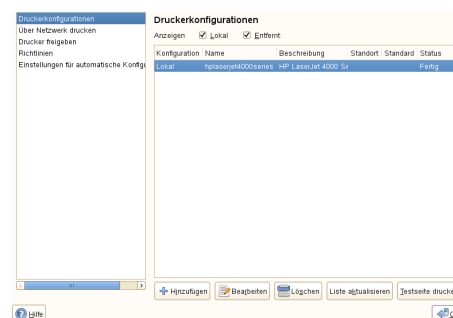 Druckerkonfigurationen
Über Netzwerk drucken
Drucker freigeben
Richtlinien
Einstellungen für automatische Konfigu
Druckerkonfigurationen
Anzeigen Lokal Entfernt
Konfiguration Name Beschreibung Standort Standard Status
Lokal hplaserjet4000series HP LaserJet 4000 Se Fertig
Hinzufügen Bearbeiten Löschen Liste aktualisieren Testseite drucke
Hilfe